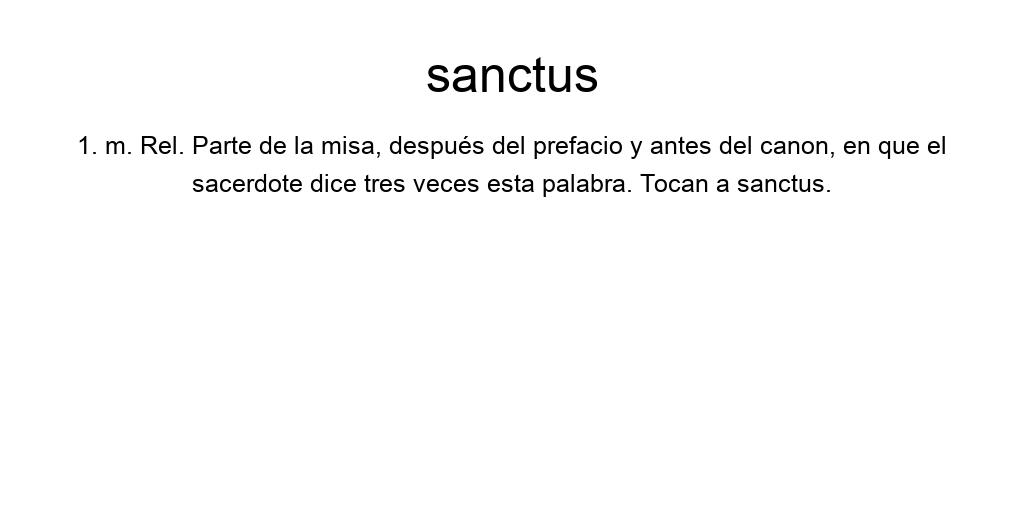 sanctus
1. m. Rel. Parte de la misa, después del prefacio y antes del canon, en que el
sacerdote dice tres veces esta palabra. Tocan a sanctus.